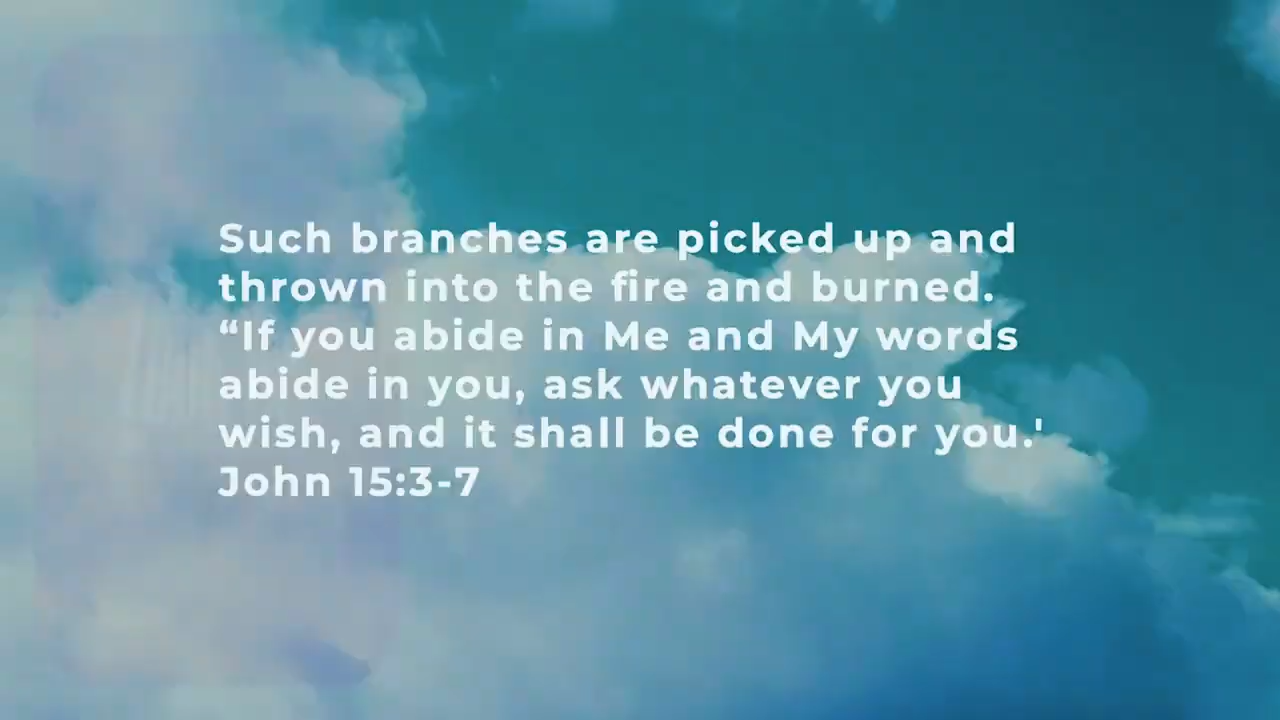 Such branches are picked up and
thrown into the fire and burned.
“If you abide in Me and My words
abide in you, ask whatever you
wish, and it shall be done for you.'
John 15:3-7